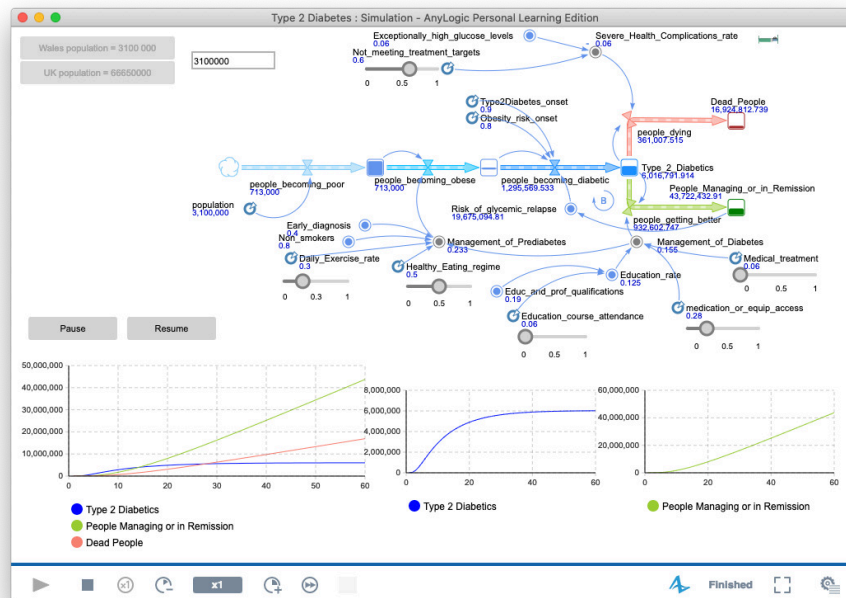 Type 2 Diabetes : Simulation - AnyLogic Personal Learning Edition
Wales population = 3100 000
UK population = 66650000
3100000
Exceptionally_high_glucose_levels
0.06
Not_meeting_treatment_targets
0.6
0 0.5 1
Severe_Health_Complications_rate
0.06
Type2Diabetes_onset
0.9
Obesity_risk_onset
0.8
Dead_People
16,924,812.739
people_dying
361,007.515
people_becoming_poor
713,000
713,000
people_becoming_obese
people_becoming_diabetic
1,295,569.533
Type_2_Diabetics
6,016,791.914
People_Managing_or_in_Remission
43,722,432.91
B
population
3,100,000
Risk_of_glycemic_relapse
19,675,094.81
people_getting_better
932,602.747
Early_diagnosis
0.4
Non_smokers
0.8
Daily_Exercise_rate
0.3
0 0.3 1
Management_of_Prediabetes
0.233
Healthy_Eating_regime
0.5
0 0.5 1
Management_of_Diabetes
0.155
Medical_treatment
0.06
0 0.5 1
Education_rate
0.125
Educ_and_prof_qualifications
0.19
Education_course_attendance
0.06
0 0.5 1
medication_or_equip_access
0.28
0 0.5 1
Pause
Resume
50,000,000
40,000,000
30,000,000
20,000,000
10,000,000
0
0 10 20 30 40 50 60
Type 2 Diabetics
People Managing or in Remission
Dead People
8,000,000
6,000,000
4,000,000
2,000,000
0
0 20 40 60
Type 2 Diabetics
60,000,000
40,000,000
20,000,000
0
0 20 40 60
People Managing or in Remission
x1
x1
Finished